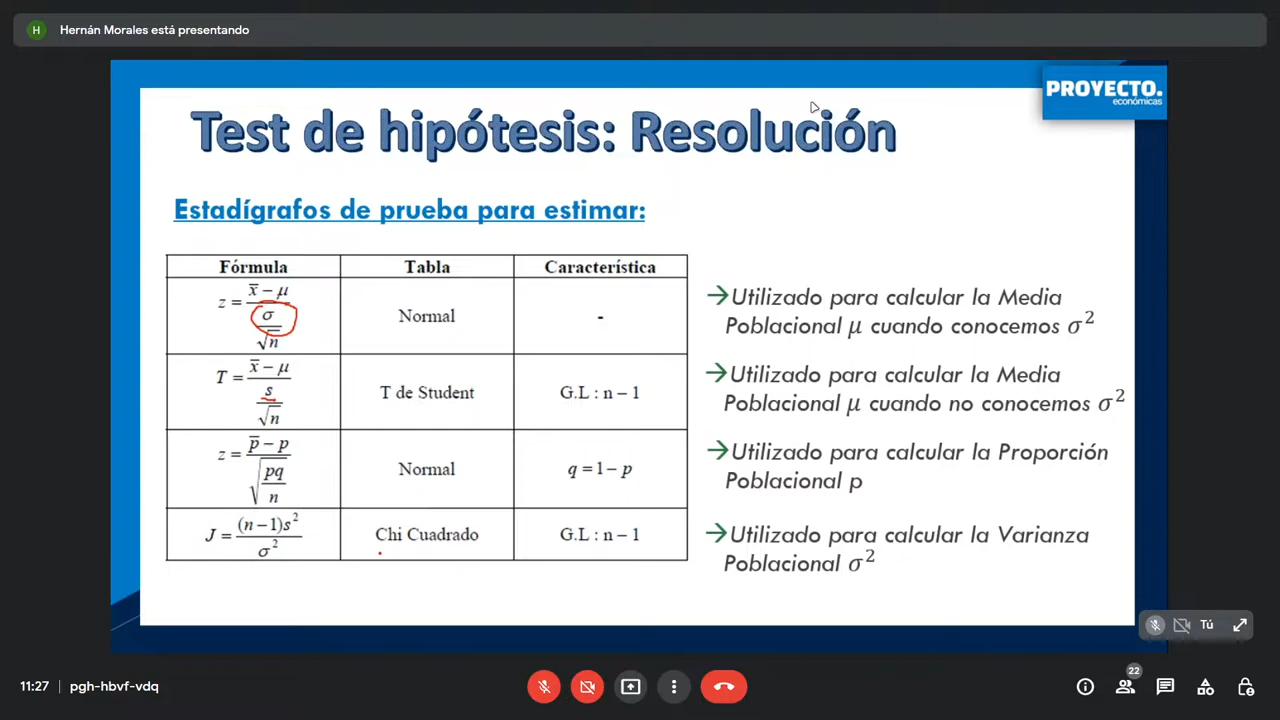 H Hernán Morales está presentando
PROYECTO.
económicas
Test de hipótesis: Resolución
Estadígrafos de prueba para estimar:
Fórmula Tabla Característica
z = (x̄ − μ) / (σ / √n) Normal -
→Utilizado para calcular la Media
Poblacional μ cuando conocemos σ²
T = (x̄ − μ) / (s / √n) T de Student G.L : n – 1
→Utilizado para calcular la Media
Poblacional μ cuando no conocemos σ²
z = (p̄ − p) / √(pq / n) Normal q = 1 − p
→Utilizado para calcular la Proporción
Poblacional p
J = (n − 1)s² / σ² Chi Cuadrado G.L : n – 1
→Utilizado para calcular la Varianza
Poblacional σ²
Tú
11:27 | pgh-hbvf-vdq
22